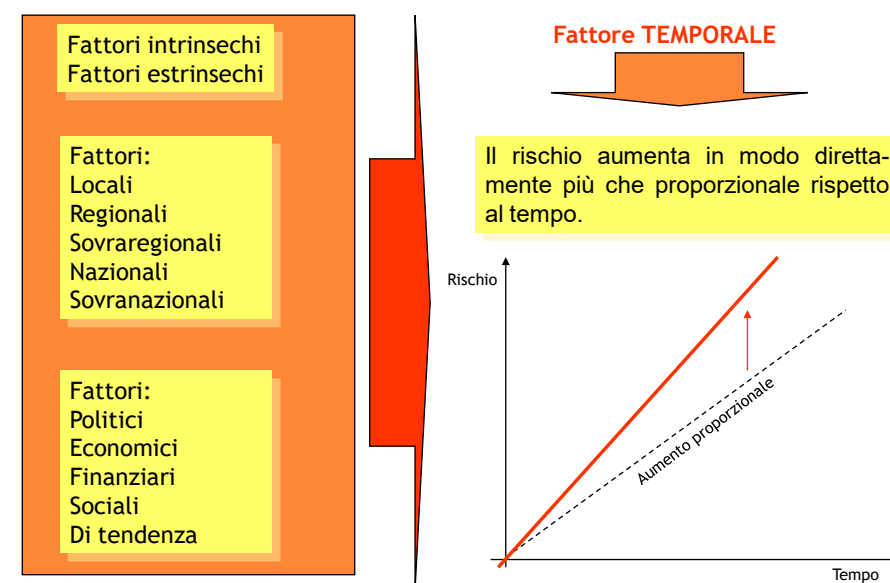 Fattori intrinsechi
Fattori estrinsechi
Fattori:
Locali
Regionali
Sovraregionali
Nazionali
Sovranazionali
Fattori:
Politici
Economici
Finanziari
Sociali
Di tendenza
Fattore TEMPORALE
Il rischio aumenta in modo diretta-
mente più che proporzionale rispetto
al tempo.
Rischio
Aumento proporzionale
Tempo